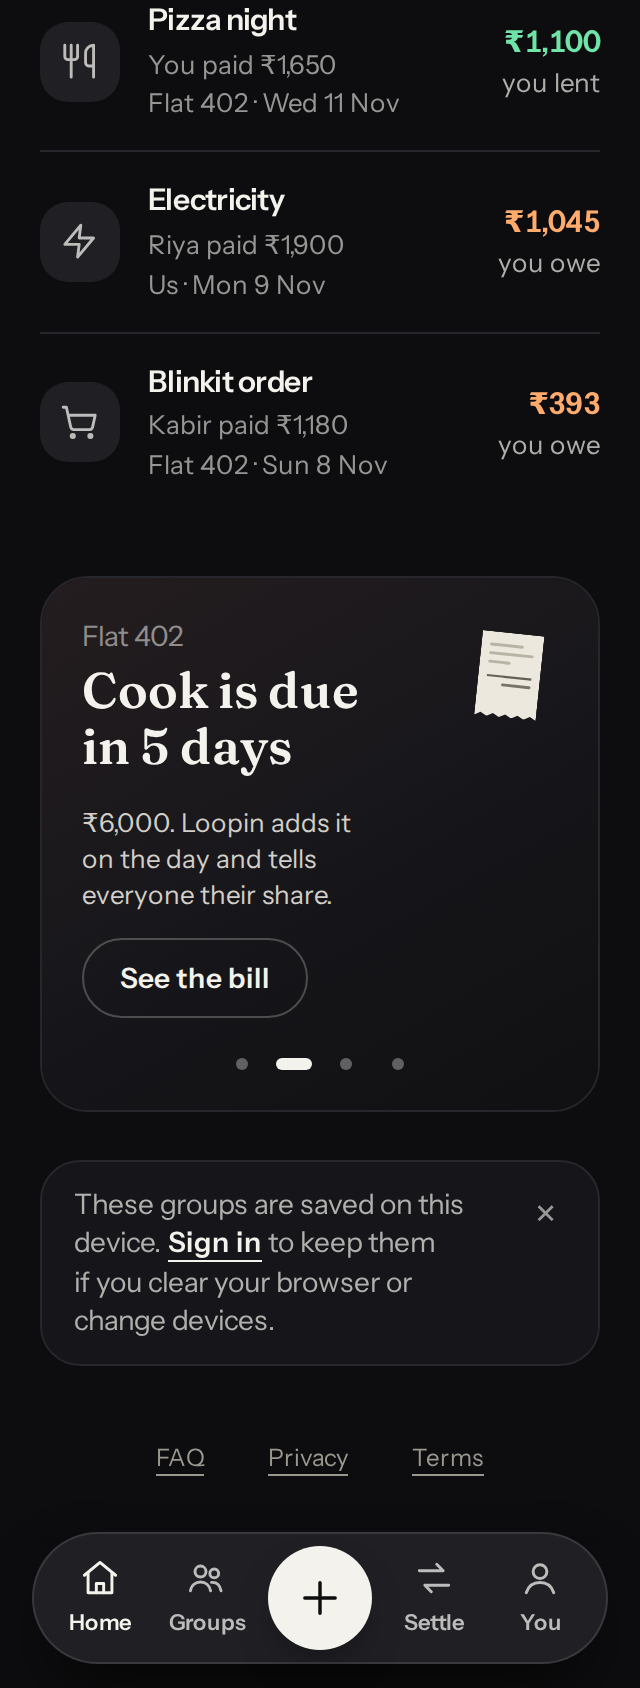 Pizza night
₹1,100
You paid ₹1,650
you lent
Flat 402 · Wed 11 Nov
Electricity
₹1,045
Riya paid ₹1,900
you owe
Us · Mon 9 Nov
Blinkit order
₹393
Kabir paid ₹1,180
you owe
Flat 402 · Sun 8 Nov
Flat 402
Cook is due
in 5 days
₹6,000. Loopin adds it
on the day and tells
everyone their share.
See the bill
These groups are saved on this
device. Sign in to keep them
if you clear your browser or
change devices.
FAQ Privacy Terms
Home Groups Settle You